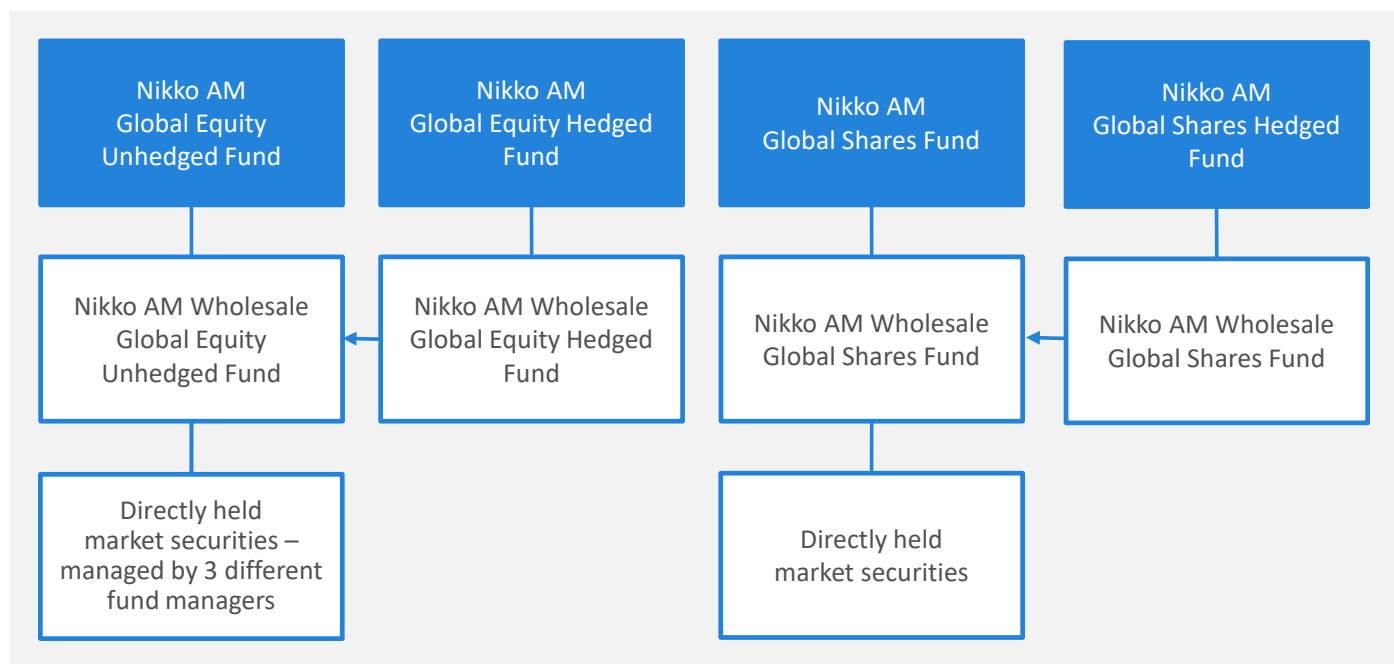 Nikko AM
Global Equity
Unhedged Fund
Nikko AM
Global Equity Hedged
Fund
Nikko AM
Global Shares Fund
Nikko AM
Global Shares Hedged
Fund
Nikko AM Wholesale
Global Equity
Unhedged Fund
Nikko AM Wholesale
Global Equity Hedged
Fund
Nikko AM Wholesale
Global Shares Fund
Nikko AM Wholesale
Global Shares Fund
Directly held
market securities –
managed by 3 different
fund managers
Directly held
market securities